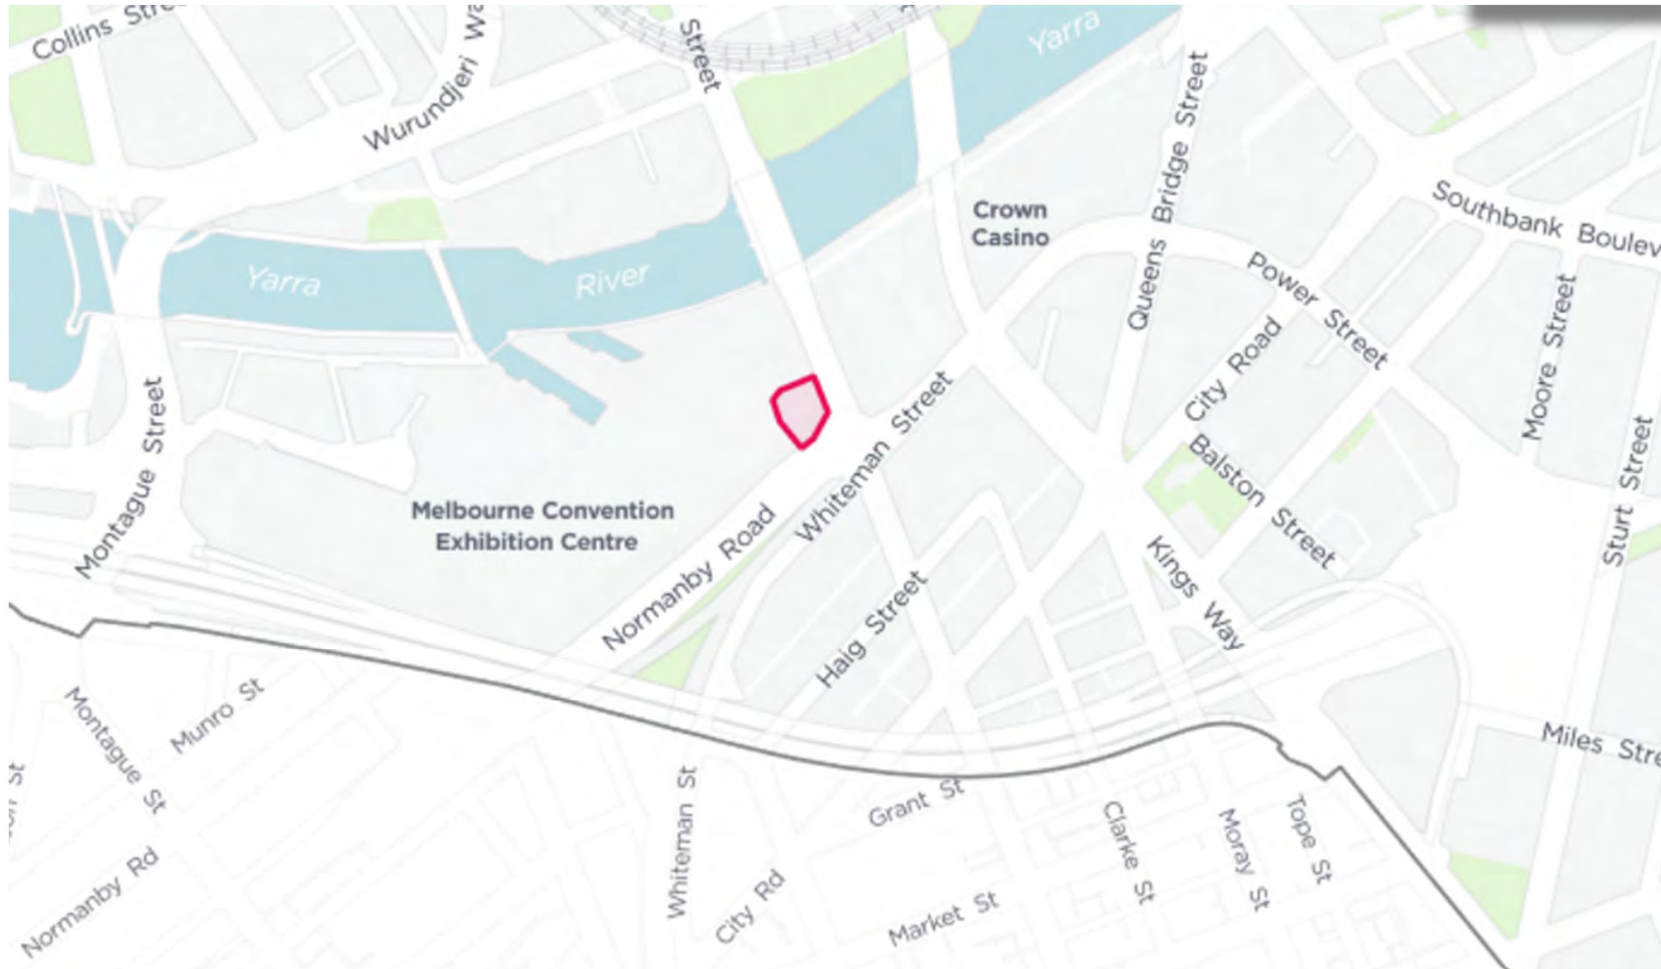 Collins Stre
Wurundjeri Wa
Street
Yarra
Queens Bridge Street
Southbank Boulev
Crown
Casino
Yarra
River
Power Street
City Road
Moore Street
Montague Street
Whiteman Street
Balston Street
Sturt Street
Melbourne Convention
Exhibition Centre
Normanby Road
Kings Way
Haig Street
Miles Stre
Montague St
Munro St
St
Whiteman St
Grant St
Clarke St
Moray St
Tope St
Normanby Rd
City Rd
Market St